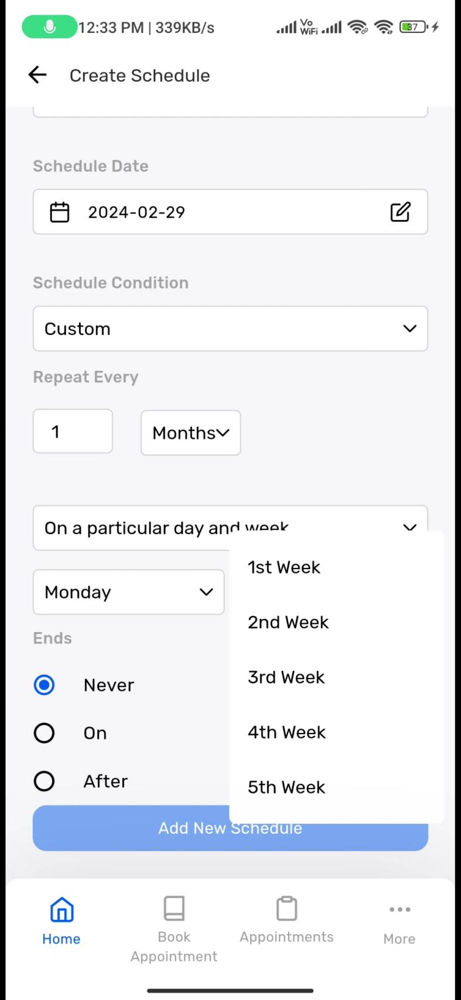 12:33 PM | 339KB/s Vo WiFi 37
Create Schedule
Schedule Date
2024-02-29
Schedule Condition
Custom
Repeat Every
1 Months
On a particular day and week
1st Week
Monday
2nd Week
Ends
3rd Week
Never
4th Week
On
5th Week
After
Add New Schedule
Home Book Appointment Appointments More